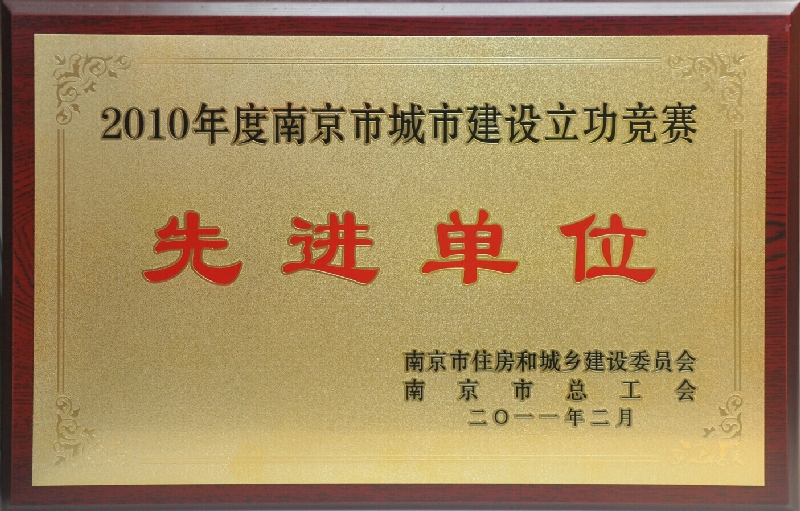 2010年度南京市城市建设立功竞赛
先进单位
南京市住房和城乡建设委员会
南京市总工会
二〇一一年二月